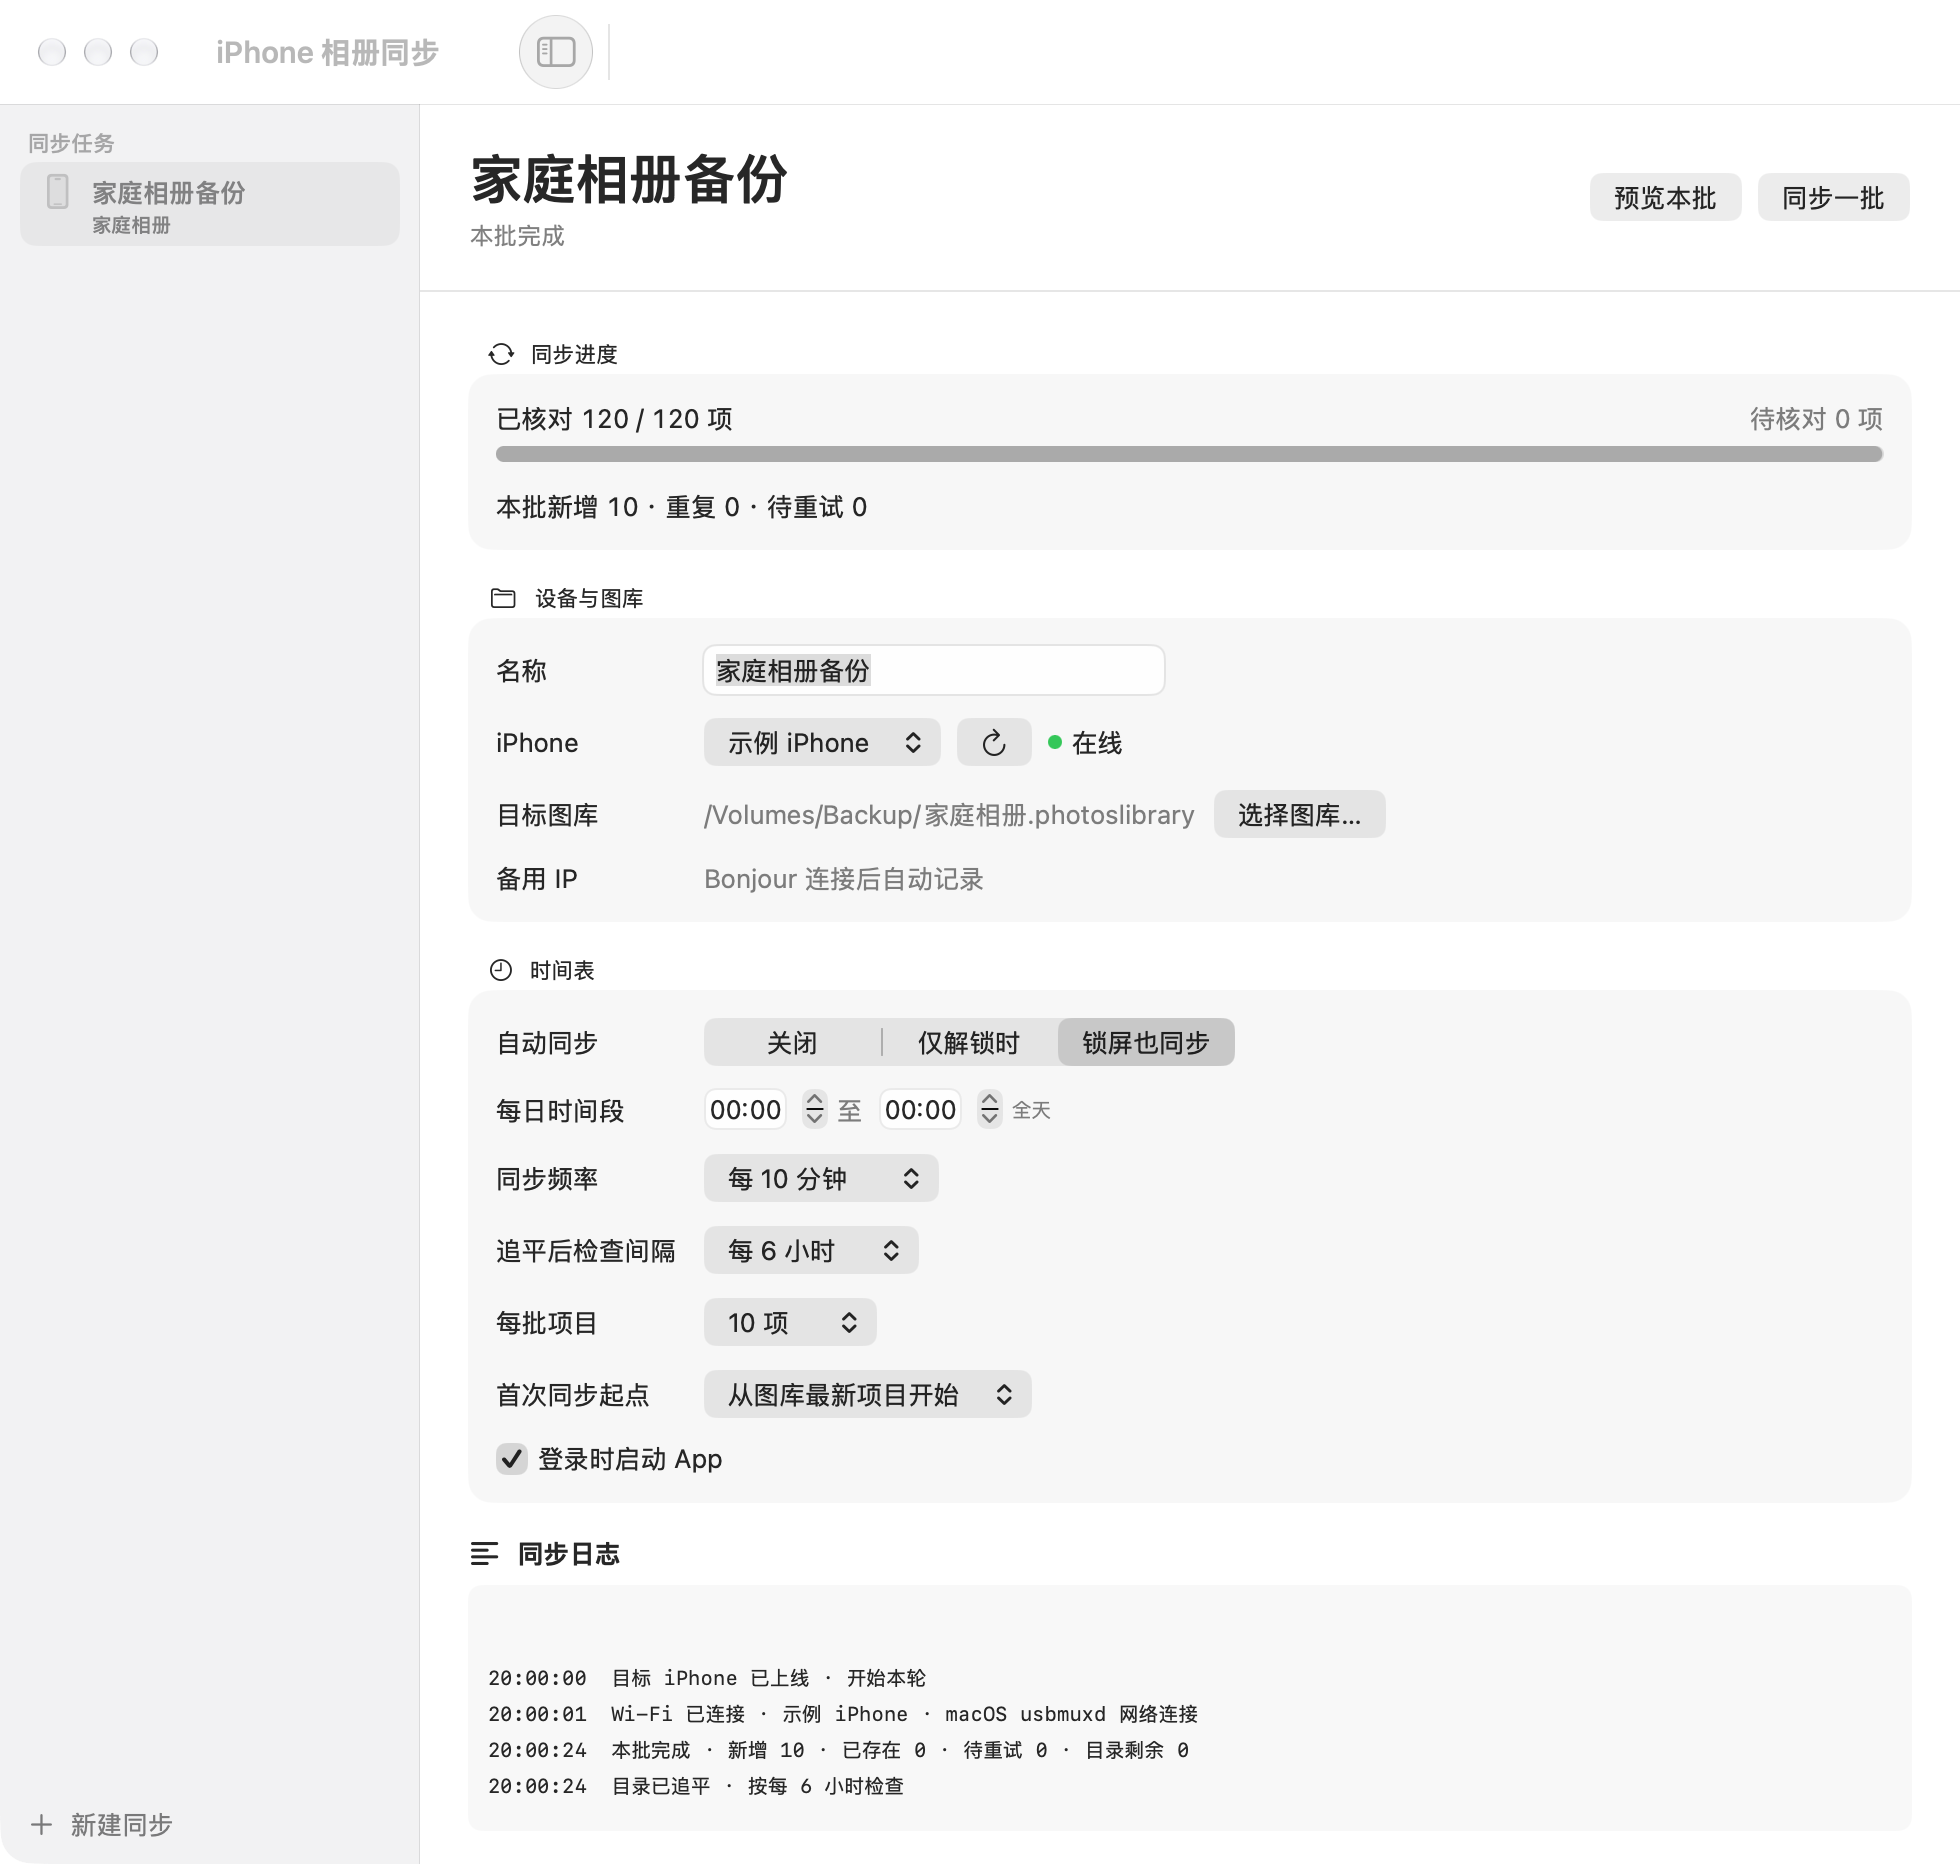 iPhone 相册同步
同步任务
家庭相册备份
家庭相册
新建同步
家庭相册备份
本批完成
预览本批
同步一批
同步进度
已核对 120 / 120 项
待核对 0 项
本批新增 10 · 重复 0 · 待重试 0
设备与图库
名称
家庭相册备份
iPhone
示例 iPhone
在线
目标图库
/Volumes/Backup/家庭相册.photoslibrary
选择图库...
备用 IP
Bonjour 连接后自动记录
时间表
自动同步
关闭
仅解锁时
锁屏也同步
每日时间段
00:00
至
00:00
全天
同步频率
每 10 分钟
追平后检查间隔
每 6 小时
每批项目
10 项
首次同步起点
从图库最新项目开始
登录时启动 App
同步日志
20:00:00 目标 iPhone 已上线 · 开始本轮
20:00:01 Wi-Fi 已连接 · 示例 iPhone · macOS usbmuxd 网络连接
20:00:24 本批完成 · 新增 10 · 已存在 0 · 待重试 0 · 目录剩余 0
20:00:24 目录已追平 · 按每 6 小时检查